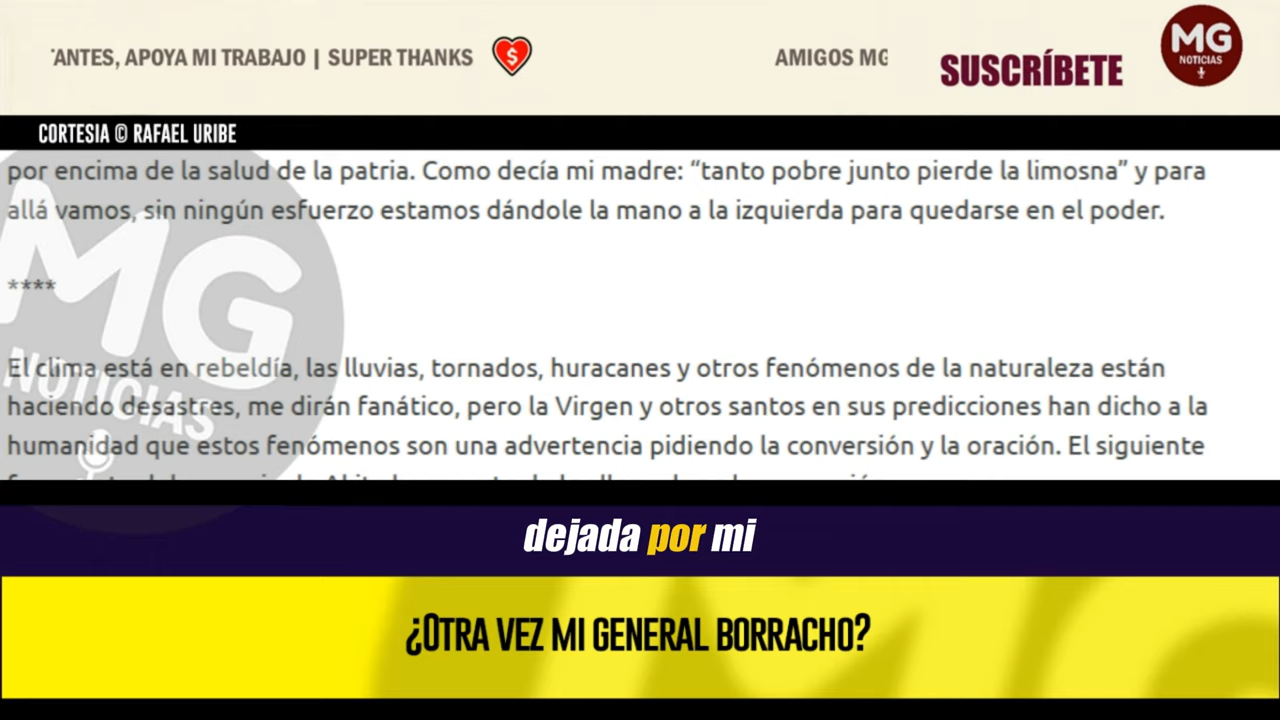 ANTES, APOYA MI TRABAJO | SUPER THANKS
$
AMIGOS MG
SUSCRÍBETE
MG
NOTICIAS
CORTESIA © RAFAEL URIBE
por encima de la salud de la patria. Como decía mi madre: “tanto pobre junto pierde la limosna” y para
allá vamos, sin ningún esfuerzo estamos dándole la mano a la izquierda para quedarse en el poder.
****
El clima está en rebeldía, las lluvias, tornados, huracanes y otros fenómenos de la naturaleza están
haciendo desastres, me dirán fanático, pero la Virgen y otros santos en sus predicciones han dicho a la
humanidad que estos fenómenos son una advertencia pidiendo la conversión y la oración. El siguiente
MG
NOTICIAS
dejada por mi
¿OTRA VEZ MI GENERAL BORRACHO?